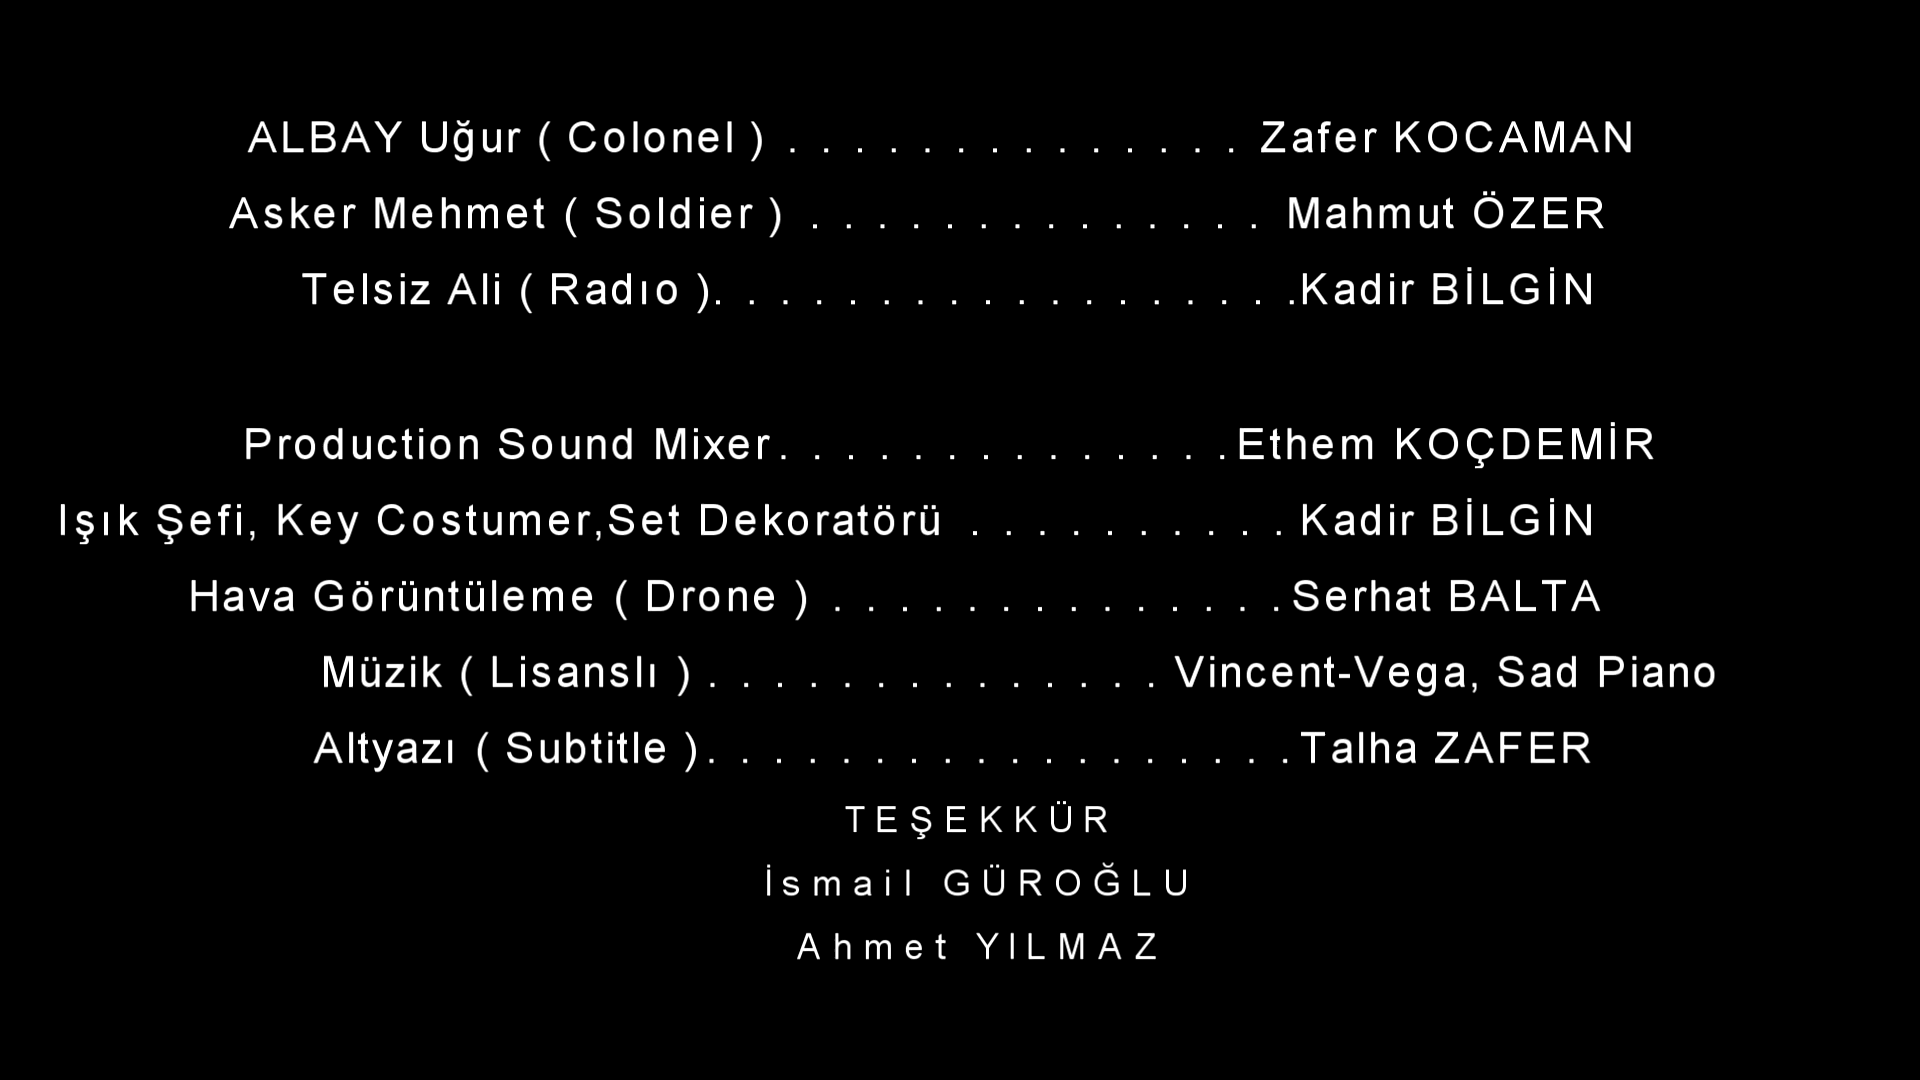 ALBAY Uğur ( Colonel ) . . . . . . . . . . . . . . Zafer KOCAMAN
Asker Mehmet ( Soldier ) . . . . . . . . . . . . . . Mahmut ÖZER
Telsiz Ali ( Radıo ). . . . . . . . . . . . . . . . . .Kadir BİLGİN
Production Sound Mixer. . . . . . . . . . . . . .Ethem KOÇDEMİR
Işık Şefi, Key Costumer,Set Dekoratörü . . . . . . . . . . Kadir BİLGİN
Hava Görüntüleme ( Drone ) . . . . . . . . . . . . . .Serhat BALTA
Müzik ( Lisanslı ) . . . . . . . . . . . . . . Vincent-Vega, Sad Piano
Altyazı ( Subtitle ). . . . . . . . . . . . . . . . . .Talha ZAFER
TEŞEKKÜR
İsmail GÜROĞLU
Ahmet YILMAZ